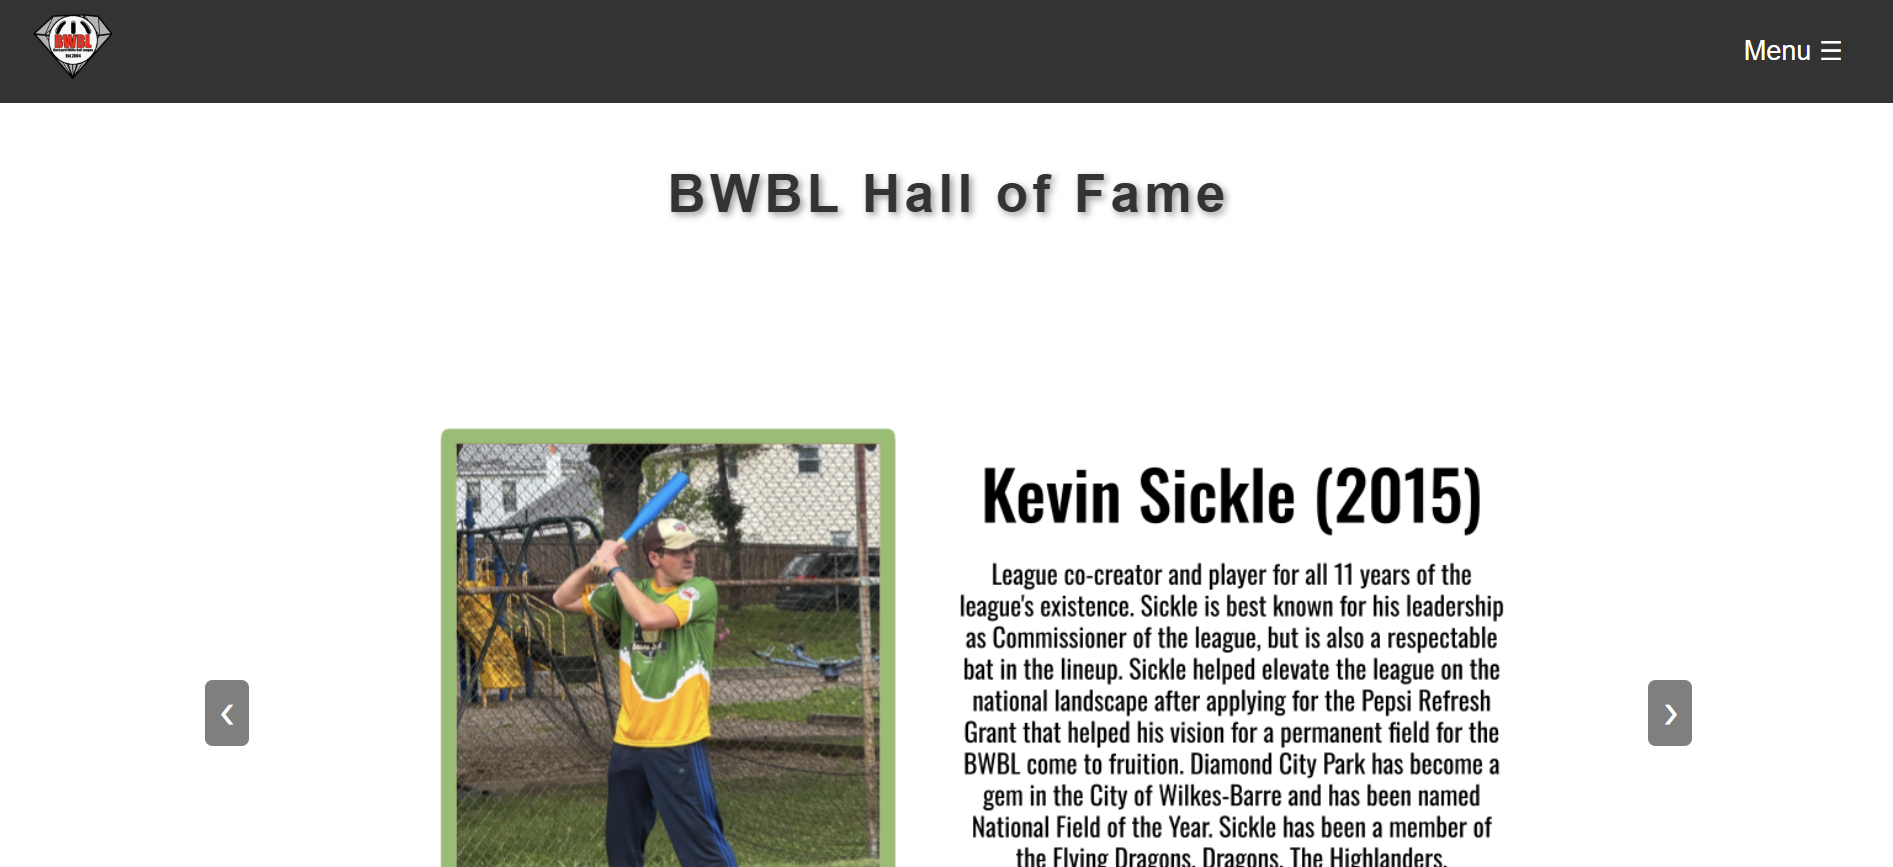 BWBL
Menu ☰
BWBL Hall of Fame
Kevin Sickle (2015)
League co-creator and player for all 11 years of the
league's existence. Sickle is best known for his leadership
as Commissioner of the league, but is also a respectable
bat in the lineup. Sickle helped elevate the league on the
national landscape after applying for the Pepsi Refresh
Grant that helped his vision for a permanent field for the
BWBL come to fruition. Diamond City Park has become a
gem in the City of Wilkes-Barre and has been named
National Field of the Year. Sickle has been a member of
the Flying Dragons, Dragons, The Highlanders,
‹
›